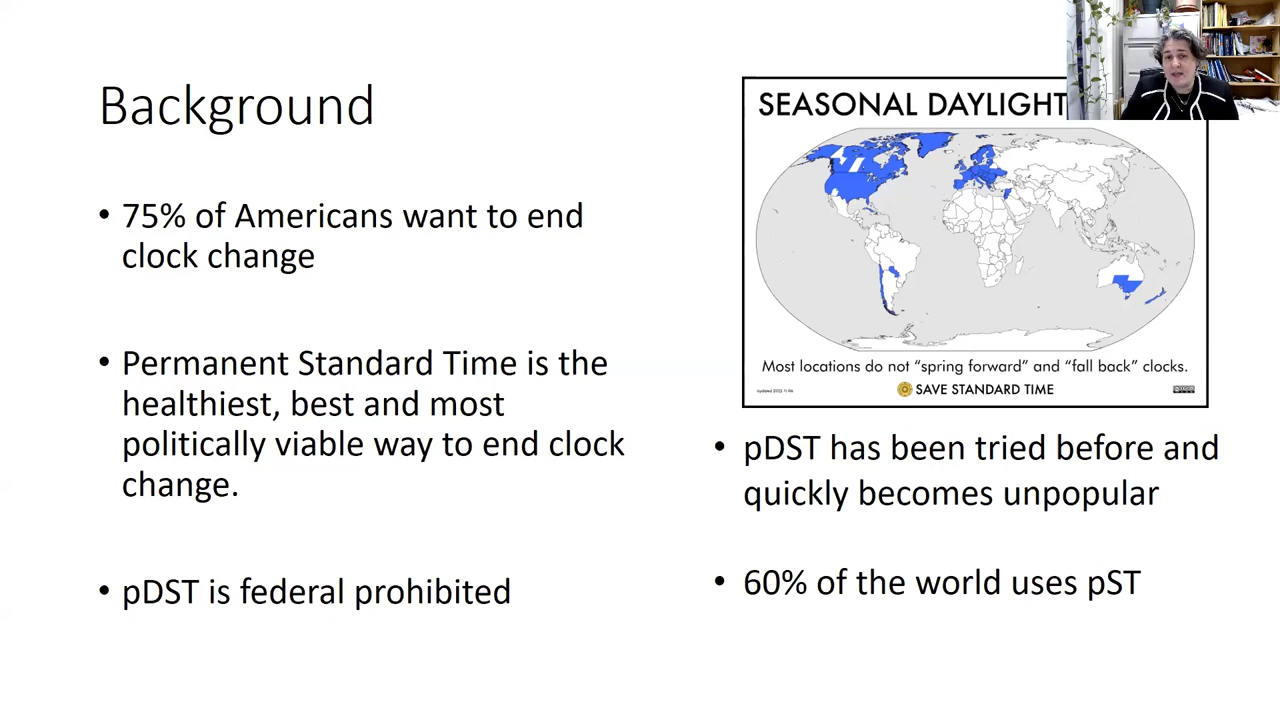 Background
• 75% of Americans want to end
clock change
• Permanent Standard Time is the
healthiest, best and most
politically viable way to end clock
change.
• pDST is federal prohibited
SEASONAL DAYLIGHT
Most locations do not “spring forward” and “fall back” clocks.
SAVE STANDARD TIME
• pDST has been tried before and
quickly becomes unpopular
• 60% of the world uses pST